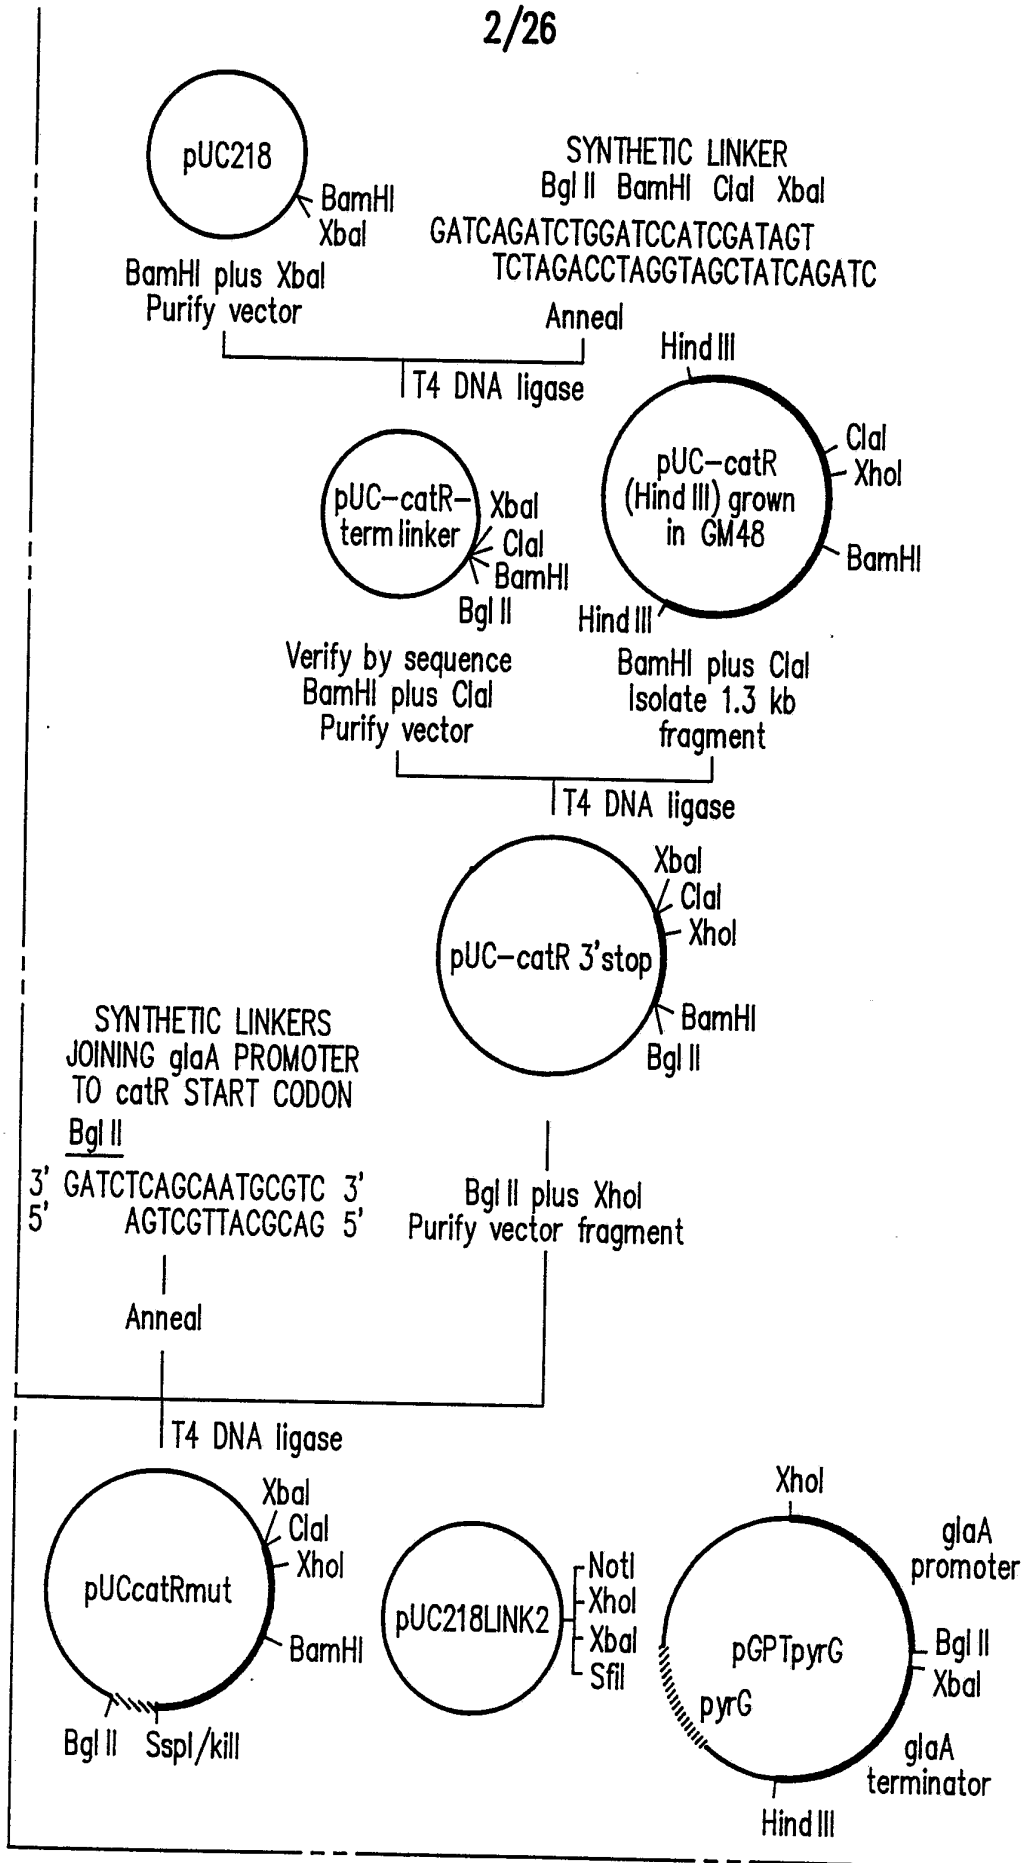 2/26
pUC218
BamHI
XbaI
BamHI plus XbaI
Purify vector
SYNTHETIC LINKER
Bgl II BamHI ClaI XbaI
GATCAGATCTGGATCCATCGATAGT
TCTAGACCTAGGTAGCTATCAGATC
Anneal
T4 DNA ligase
pUC-catR-
term linker
XbaI
ClaI
BamHI
Bgl II
Verify by sequence
BamHI plus ClaI
Purify vector
Hind III
pUC-catR
(Hind III) grown
in GM48
ClaI
XhoI
BamHI
Hind III
BamHI plus ClaI
Isolate 1.3 kb
fragment
T4 DNA ligase
pUC-catR 3'stop
XbaI
ClaI
XhoI
BamHI
Bgl II
SYNTHETIC LINKERS
JOINING glaA PROMOTER
TO catR START CODON
Bgl II
3' GATCTCAGCAATGCGTC 3'
5' AGTCGTTACGCAG 5'
Anneal
Bgl II plus XhoI
Purify vector fragment
T4 DNA ligase
pUCcatRmut
XbaI
ClaI
XhoI
BamHI
Bgl II
SspI/kill
pUC218LINK2
NotI
XhoI
XbaI
SfiI
XhoI
glaA
promoter
pGPTpyrG
pyrG
Bgl II
XbaI
glaA
terminator
Hind III